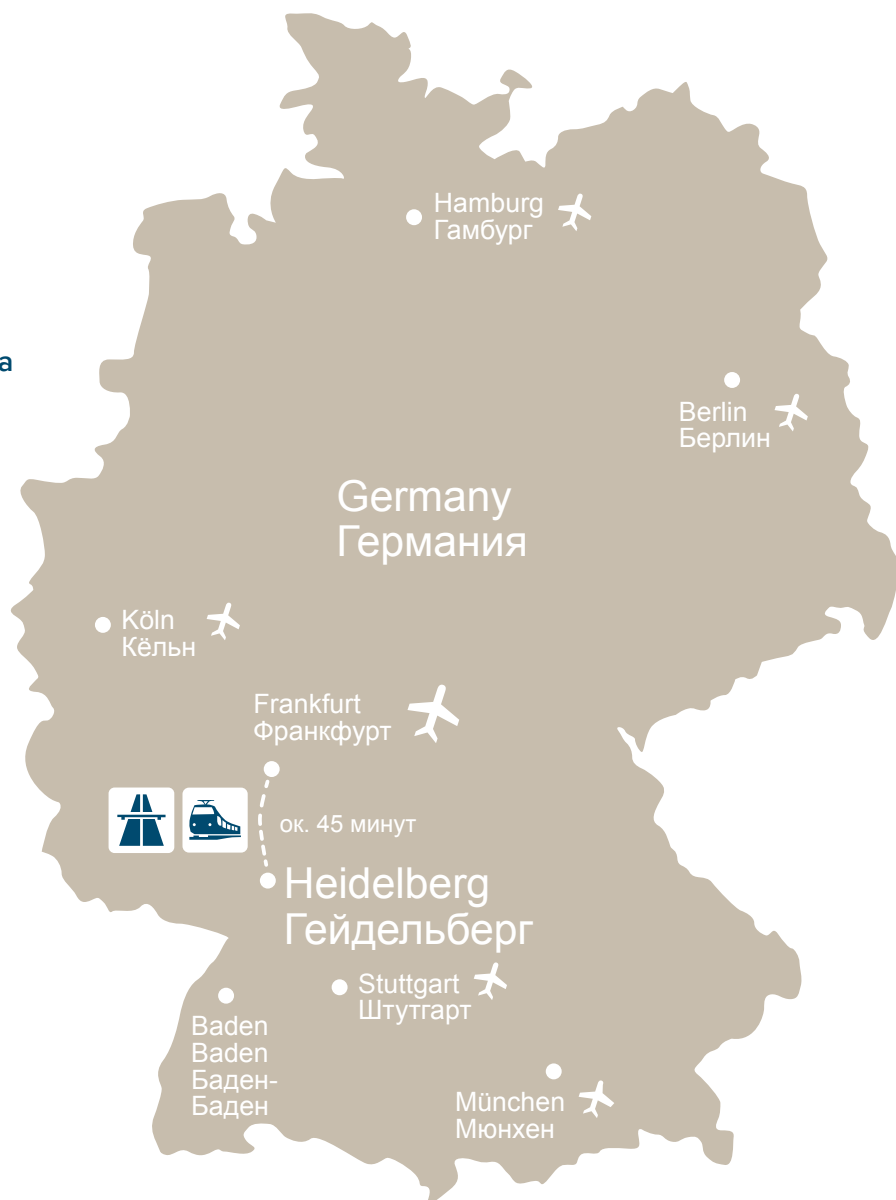 Hamburg
Гамбург
а
Berlin
Берлин
Germany
Германия
Köln
Кёльн
Frankfurt
Франкфурт
ок. 45 минут
Heidelberg
Гейдельберг
Stuttgart
Штутгарт
Baden
Baden
Баден-
Баден
München
Мюнхен